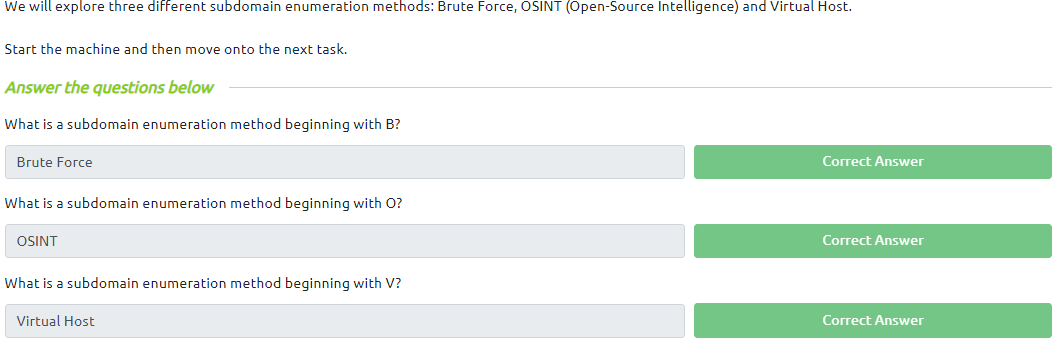 We will explore three different subdomain enumeration methods: Brute Force, OSINT (Open-Source Intelligence) and Virtual Host.
Start the machine and then move onto the next task.
Answer the questions below
What is a subdomain enumeration method beginning with B?
Brute Force
Correct Answer
What is a subdomain enumeration method beginning with O?
OSINT
Correct Answer
What is a subdomain enumeration method beginning with V?
Virtual Host
Correct Answer